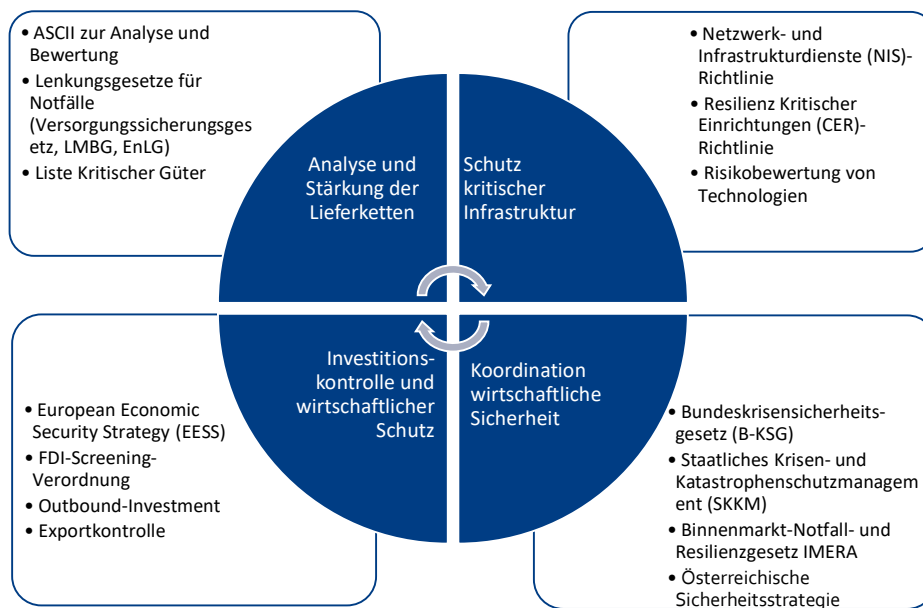 • ASCII zur Analyse und
Bewertung
• Lenkungsgesetze für
Notfälle
(Versorgungssicherungsges
etz, LMBG, EnLG)
• Liste Kritischer Güter
• Netzwerk- und
Infrastrukturdienste (NIS)-
Richtlinie
• Resilienz Kritischer
Einrichtungen (CER)-
Richtlinie
• Risikobewertung von
Technologien
Analyse und
Stärkung der
Lieferketten
Schutz
kritischer
Infrastruktur
Investitions-
kontrolle und
wirtschaftlicher
Schutz
Koordination
wirtschaftliche
Sicherheit
• European Economic
Security Strategy (EESS)
• FDI-Screening-
Verordnung
• Outbound-Investment
• Exportkontrolle
• Bundeskrisensicherheits-
gesetz (B-KSG)
• Staatliches Krisen- und
Katastrophenschutzmanagem
ent (SKKM)
• Binnenmarkt-Notfall- und
Resilienzgesetz IMERA
• Österreichische
Sicherheitsstrategie